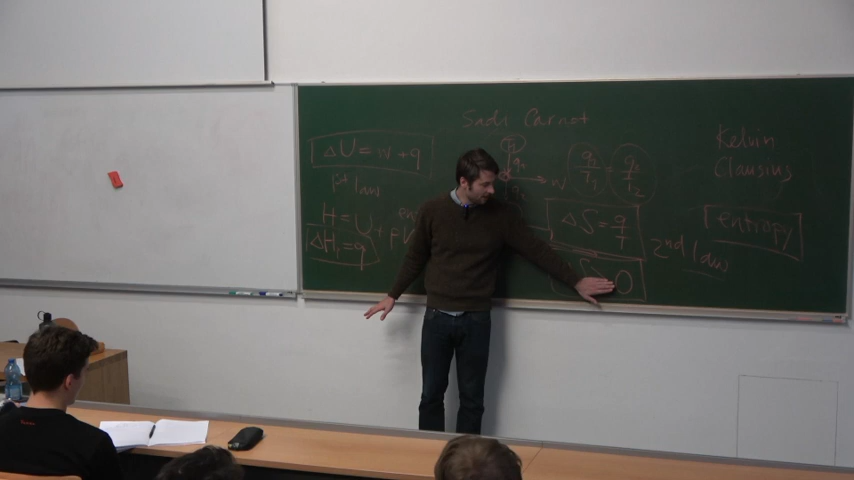 Sadi Carnot
ΔU = w + q
1st law
H = U + pV
ΔH, = q
q₁/T₁ = q₂/T₂
ΔS = q/T
2nd law
Kelvin
Clausius
entropy